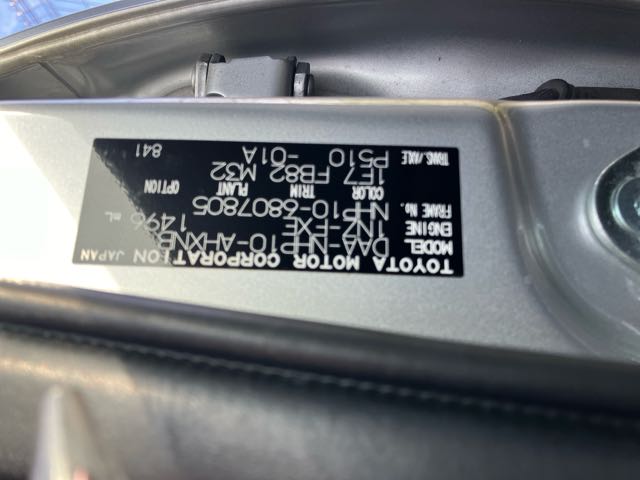 TOYOTA MOTOR CORPORATION JAPAN
MODEL DAA-NHP10-AHXNB
ENGINE 1NZ-FXE 1496 mL
FRAME No. NHP10-6807805
COLOR TRIM PLANT OPTION
1F7 FB82 M32
TRANS/AXLE P510 -01A 841